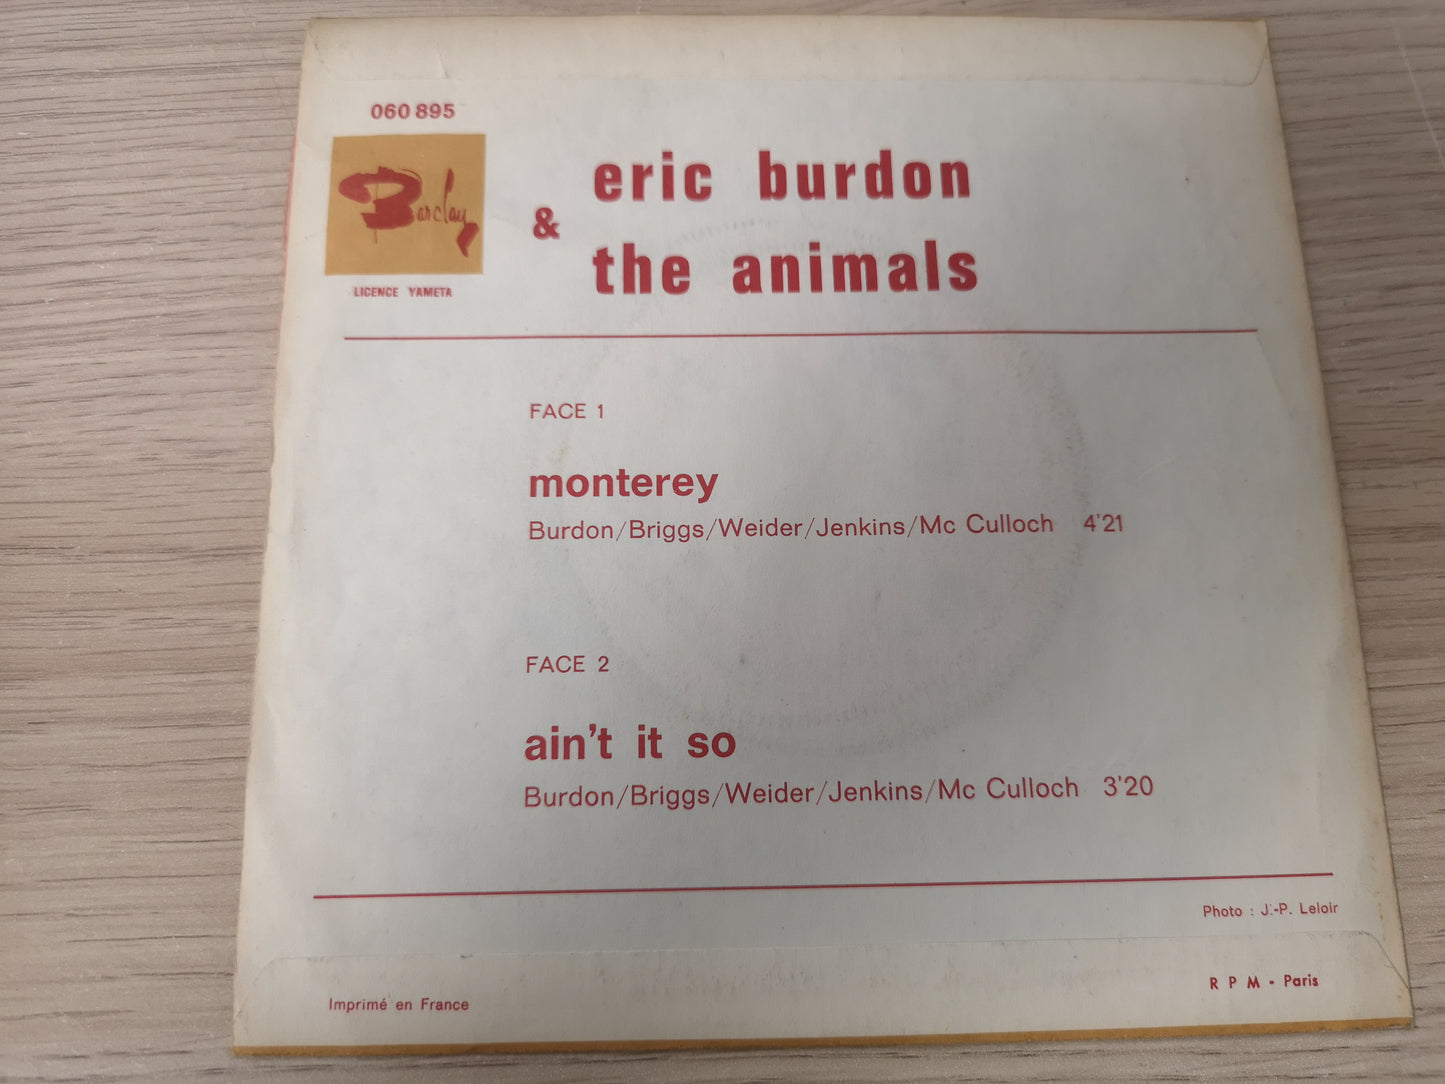 060 895
Barclay
LICENCE YAMETA
eric burdon
&
the animals
FACE 1
monterey
Burdon/Briggs/Weider/Jenkins/Mc Culloch 4'21
FACE 2
ain't it so
Burdon/Briggs/Weider/Jenkins/Mc Culloch 3'20
Photo : J.-P. Leloir
R P M - Paris
Imprimé en France